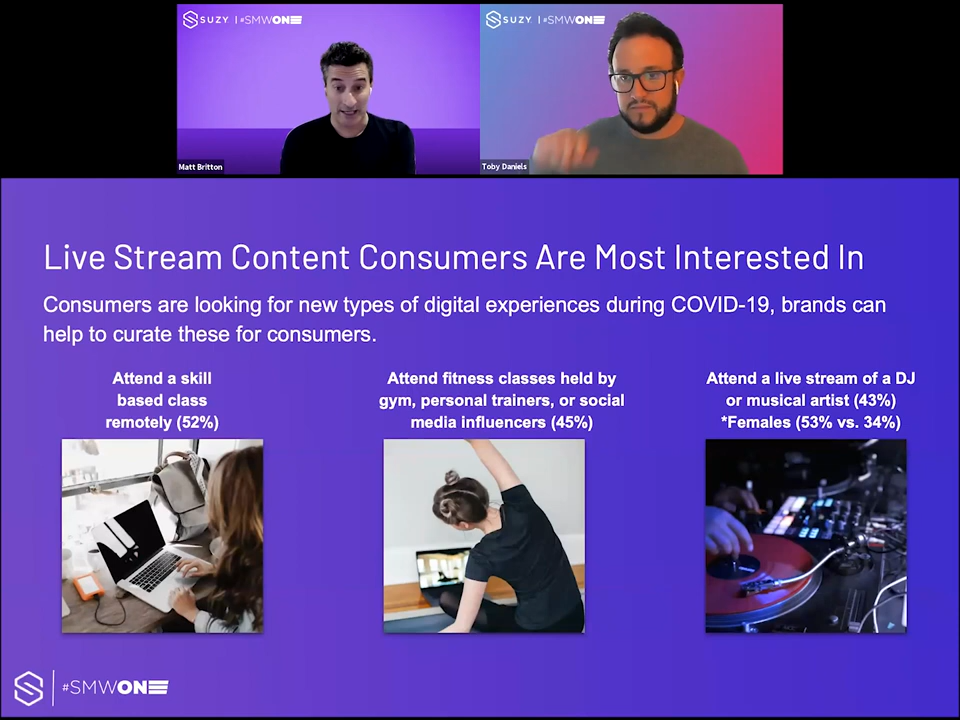 SUZY | #SMWONE
SUZY | #SMWONE
Matt Britton
Toby Daniels
Live Stream Content Consumers Are Most Interested In
Consumers are looking for new types of digital experiences during COVID-19, brands can
help to curate these for consumers.
Attend a skill
based class
remotely (52%)
Attend fitness classes held by
gym, personal trainers, or social
media influencers (45%)
Attend a live stream of a DJ
or musical artist (43%)
*Females (53% vs. 34%)
#SMWONE